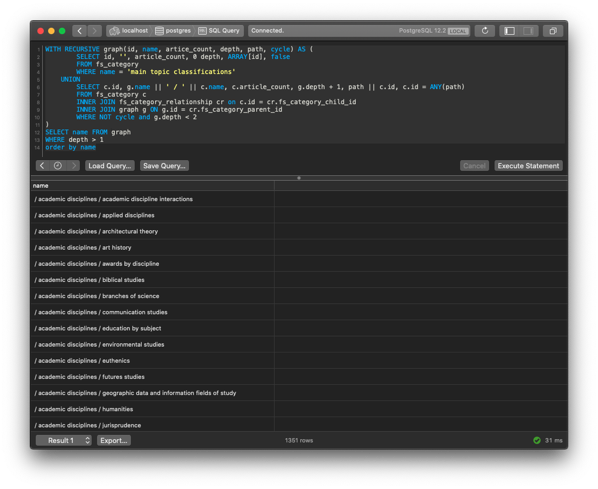 localhost postgres SQL Query Connected. PostgreSQL 12.2 LOCAL
1 WITH RECURSIVE graph(id, name, artice_count, depth, path, cycle) AS (
2 SELECT id, '', article_count, 0 depth, ARRAY[id], false
3 FROM fs_category
4 WHERE name = 'main topic classifications'
5 UNION
6 SELECT c.id, g.name || ' / ' || c.name, c.article_count, g.depth + 1, path || c.id, c.id = ANY(path)
7 FROM fs_category c
8 INNER JOIN fs_category_relationship cr on c.id = cr.fs_category_child_id
9 INNER JOIN graph g ON g.id = cr.fs_category_parent_id
10 WHERE NOT cycle and g.depth < 2
11 )
12 SELECT name FROM graph
13 WHERE depth > 1
14 order by name
Load Query... Save Query... Cancel Execute Statement
name
/ academic disciplines / academic discipline interactions
/ academic disciplines / applied disciplines
/ academic disciplines / architectural theory
/ academic disciplines / art history
/ academic disciplines / awards by discipline
/ academic disciplines / biblical studies
/ academic disciplines / branches of science
/ academic disciplines / communication studies
/ academic disciplines / education by subject
/ academic disciplines / environmental studies
/ academic disciplines / euthenics
/ academic disciplines / futures studies
/ academic disciplines / geographic data and information fields of study
/ academic disciplines / humanities
/ academic disciplines / jurisprudence
Result 1 Export... 1351 rows 31 ms